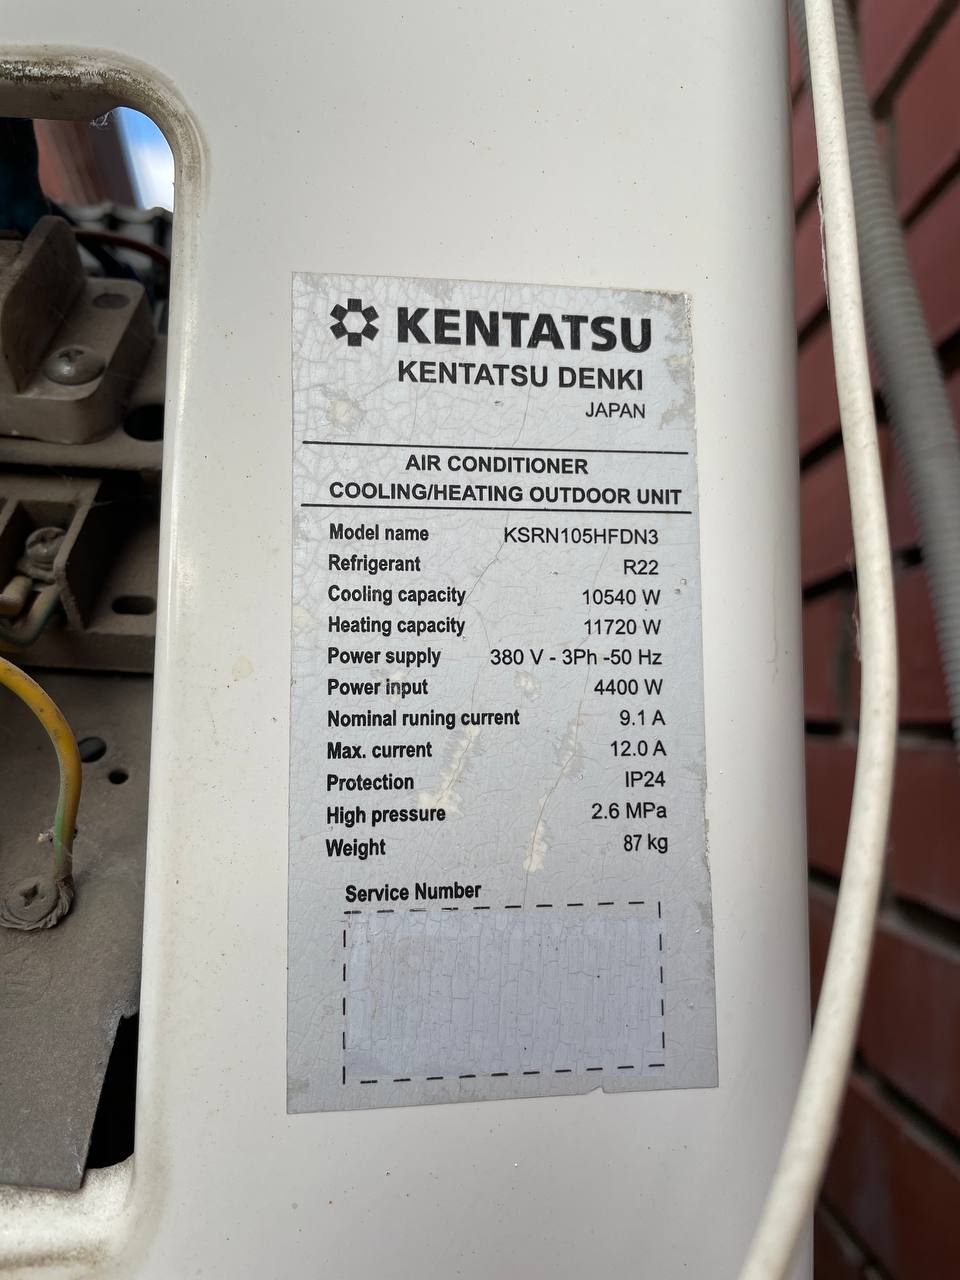 KENTATSU
KENTATSU DENKI
JAPAN
AIR CONDITIONER
COOLING/HEATING OUTDOOR UNIT
Model name KSRN105HFDN3
Refrigerant R22
Cooling capacity 10540 W
Heating capacity 11720 W
Power supply 380 V - 3Ph -50 Hz
Power input 4400 W
Nominal runing current 9.1 A
Max. current 12.0 A
Protection IP24
High pressure 2.6 MPa
Weight 87 kg
Service Number